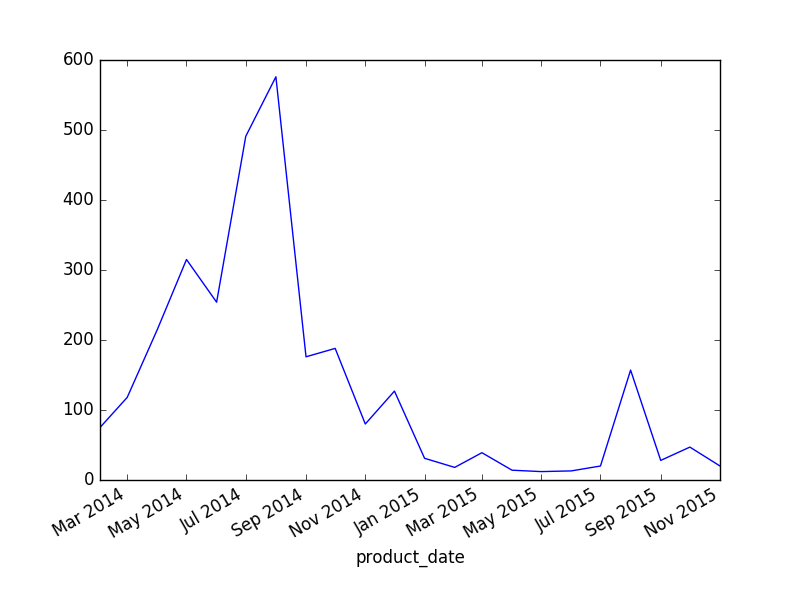 600
500
400
300
200
100
0
Mar 2014
May 2014
Jul 2014
Sep 2014
Nov 2014
Jan 2015
Mar 2015
May 2015
Jul 2015
Sep 2015
Nov 2015
product_date